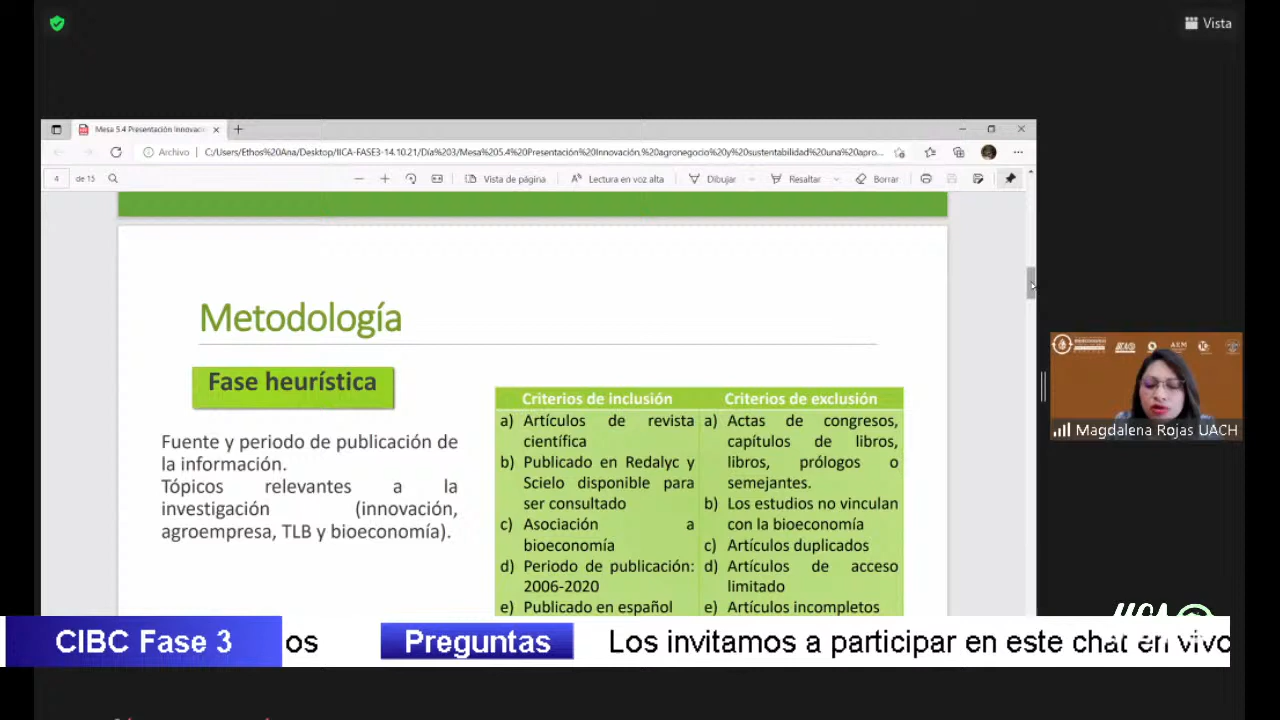 Vista
Mesa 5.4 Presentación Innovaci
Archivo
C:/Users/Ethos%20Ana/Desktop/IICA-FASE3-14.10.21/Día%203/Mesa%205.4%20Presentación%20Innovación,%20agronegocio%20y%20sustentabilidad%20una%20apro...
4
de 15
Vista de página
Lectura en voz alta
Dibujar
Resaltar
Borrar
Metodología
Fase heurística
Fuente y periodo de publicación de
la información.
Tópicos relevantes a la
investigación (innovación,
agroempresa, TLB y bioeconomía).
Criterios de inclusión
a) Artículos de revista
científica
b) Publicado en Redalyc y
Scielo disponible para
ser consultado
c) Asociación a
bioeconomía
d) Periodo de publicación:
2006-2020
e) Publicado en español
Criterios de exclusión
a) Actas de congresos,
capítulos de libros,
libros, prólogos o
semejantes.
b) Los estudios no vinculan
con la bioeconomía
c) Artículos duplicados
d) Artículos de acceso
limitado
e) Artículos incompletos
Magdalena Rojas UACH
IICA
CIBC Fase 3
os
Preguntas
Los invitamos a participar en este chat en vivo